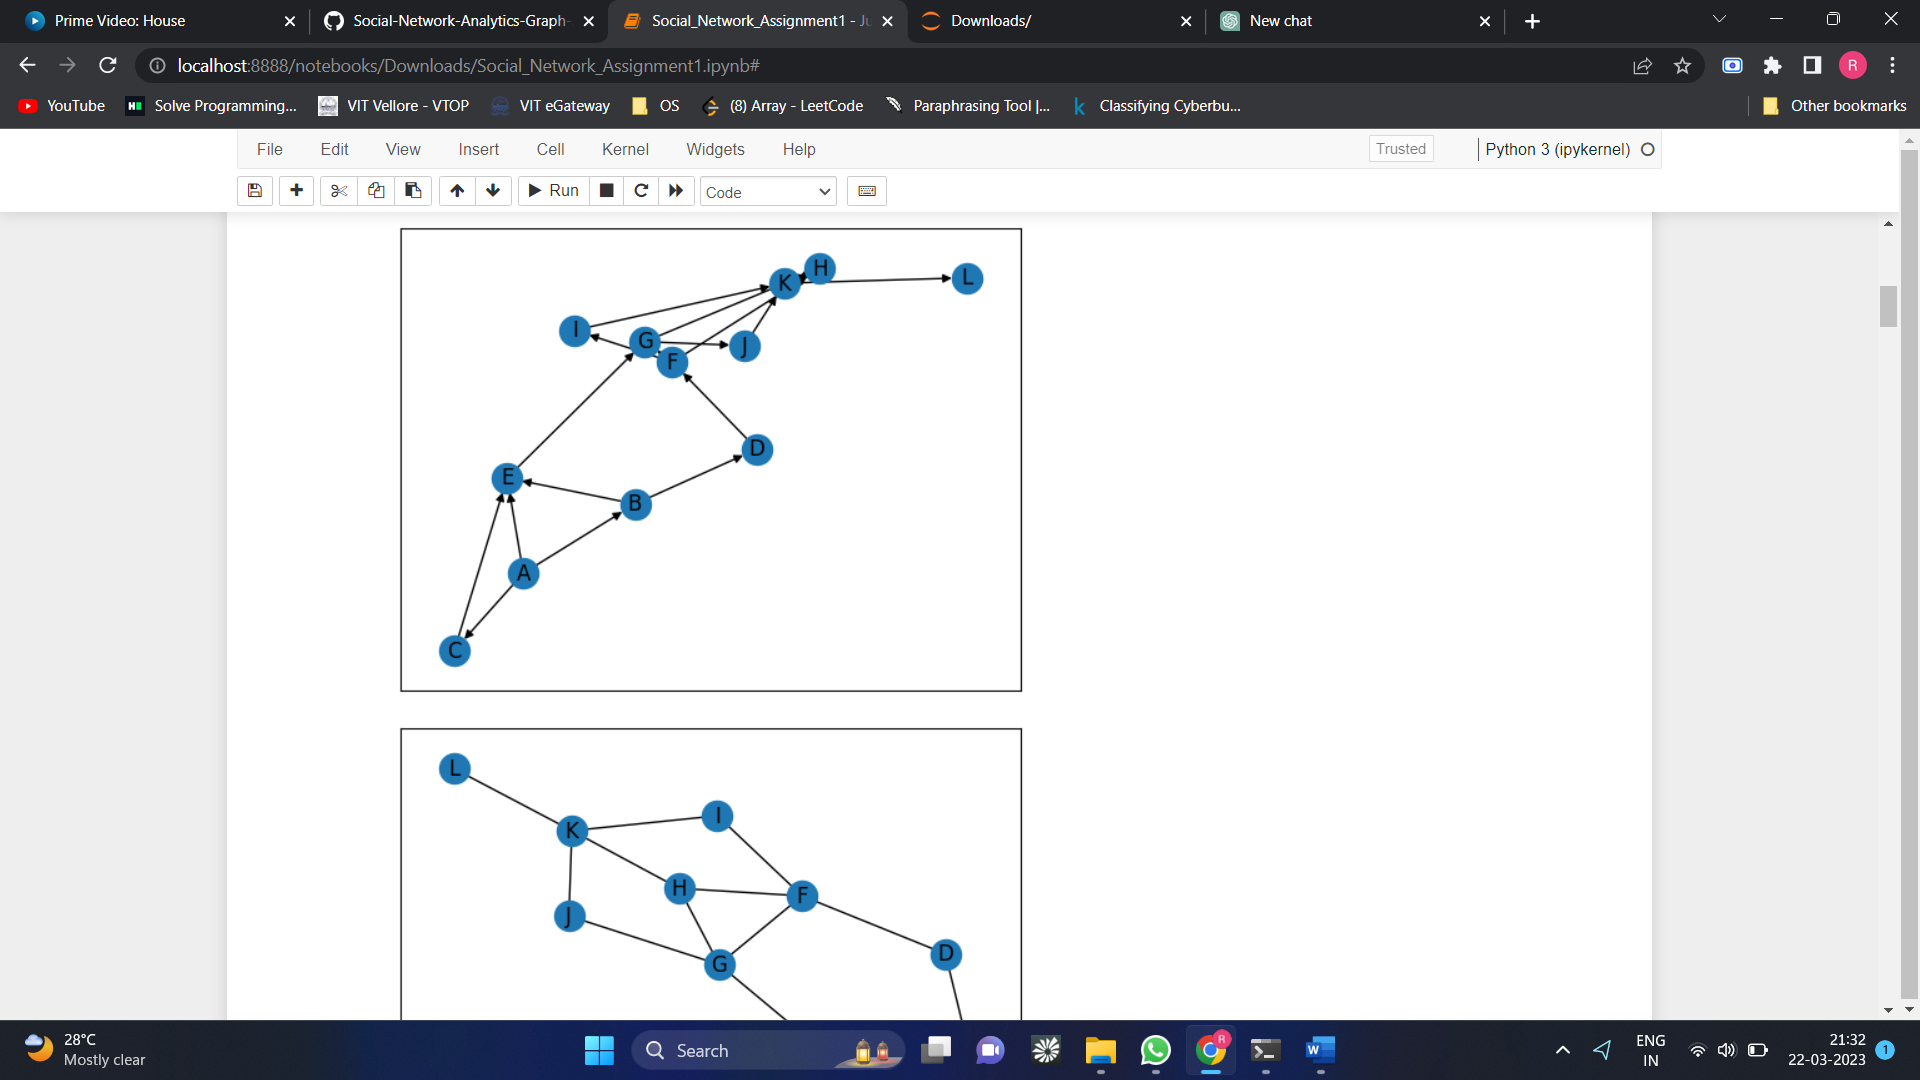 Prime Video: House
Social-Network-Analytics-Graph-
Social_Network_Assignment1 - Ju
Downloads/
New chat
localhost:8888/notebooks/Downloads/Social_Network_Assignment1.ipynb#
R
YouTube
Solve Programming...
VIT Vellore - VTOP
VIT eGateway
OS
(8) Array - LeetCode
Paraphrasing Tool |...
Classifying Cyberbu...
Other bookmarks
File Edit View Insert Cell Kernel Widgets Help
Trusted
Python 3 (ipykernel)
Run
Code
H
K
L
I
G
J
F
D
E
B
A
C
L
I
K
H
F
J
D
G
28°C
Mostly clear
Search
R
ENG
IN
21:32
22-03-2023
1